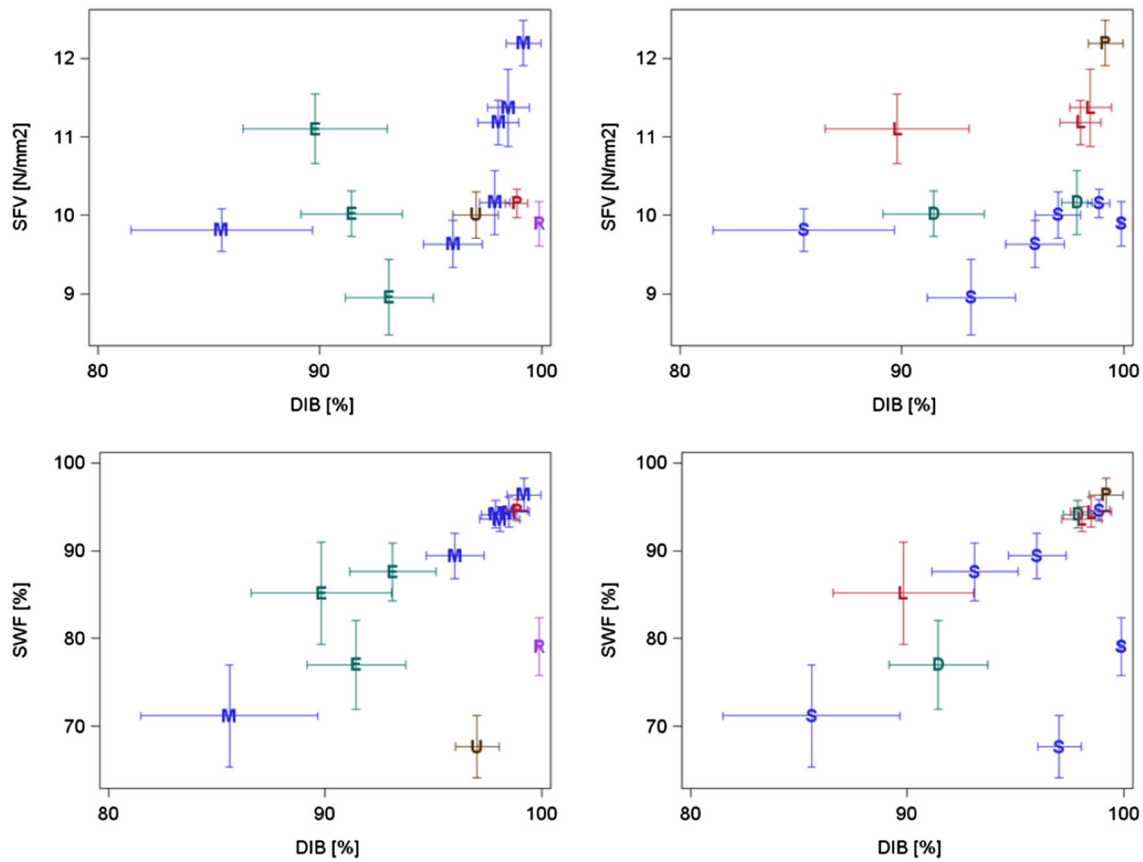 SFV [N/mm2]
12 M
M
M
11 E
M P
10 E U R
M M
9 E
80 90 100
DIB [%]
SFV [N/mm2]
12 P
L
L
11 L
D S
10 D S S
S S
9 S
80 90 100
DIB [%]
SWF [%]
100
M
M M P
M
90 M
E
E
80 R
E
M
70
U
80 90 100
DIB [%]
SWF [%]
100
P
D L S
L
90 S
S
L
80 S
D
S
70
S
80 90 100
DIB [%]